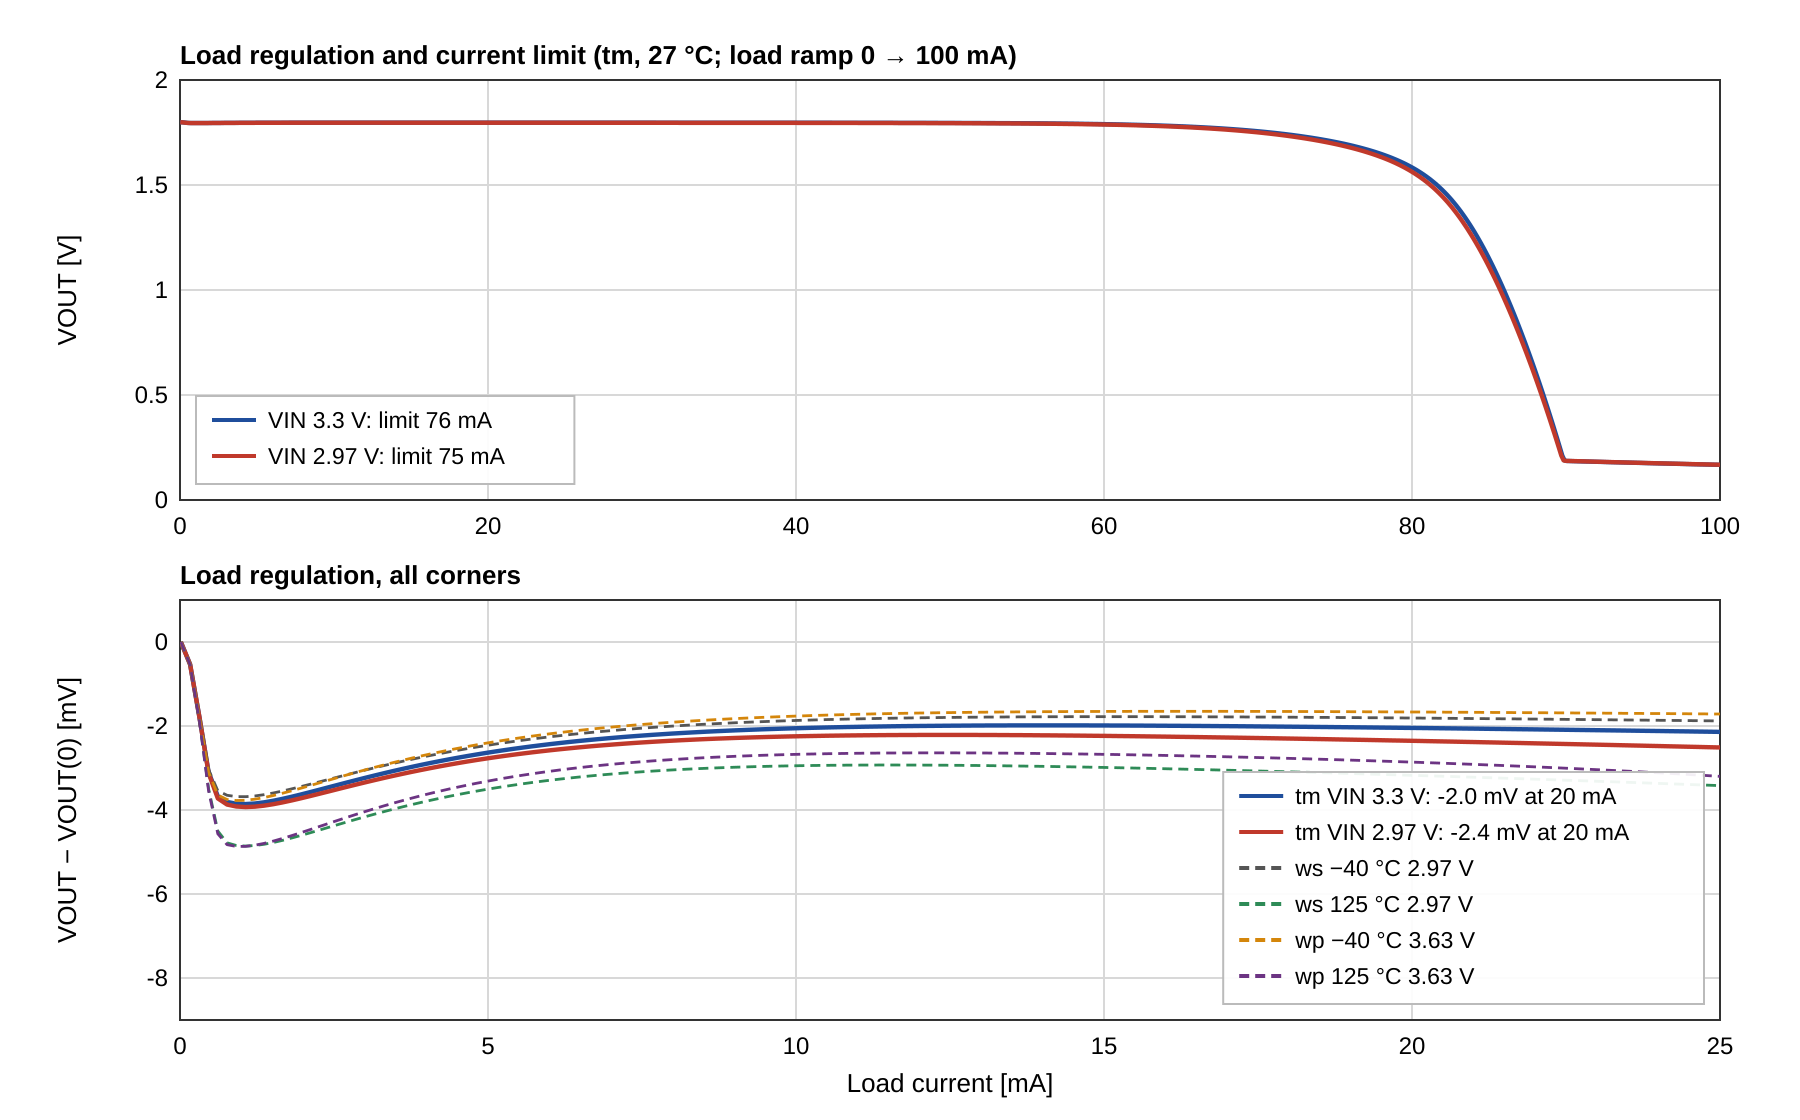 Load regulation and current limit (tm, 27 °C; load ramp 0 → 100 mA)
2
1.5
1
0.5
0
VOUT [V]
VIN 3.3 V: limit 76 mA
VIN 2.97 V: limit 75 mA
0 20 40 60 80 100
Load regulation, all corners
0
-2
-4
-6
-8
VOUT − VOUT(0) [mV]
tm VIN 3.3 V: -2.0 mV at 20 mA
tm VIN 2.97 V: -2.4 mV at 20 mA
ws −40 °C 2.97 V
ws 125 °C 2.97 V
wp −40 °C 3.63 V
wp 125 °C 3.63 V
0 5 10 15 20 25
Load current [mA]